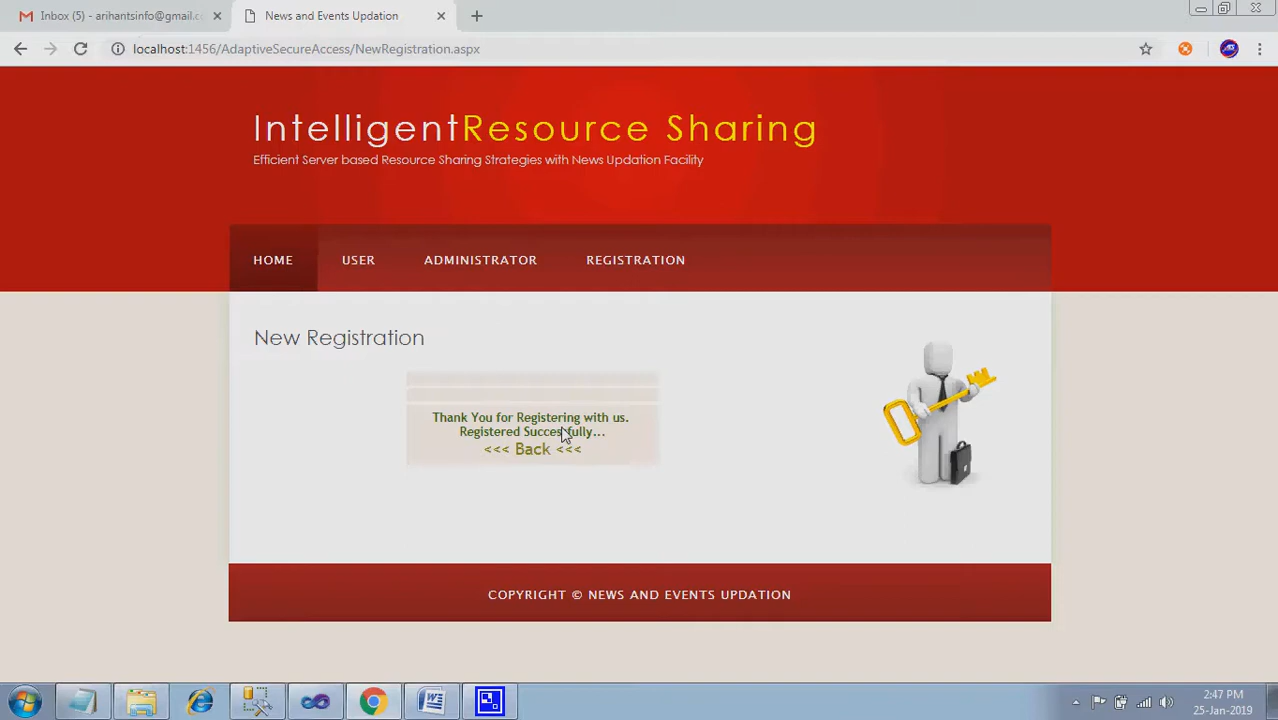 Inbox (5) - arihantsinfo@gmail.c
News and Events Updation
localhost:1456/AdaptiveSecureAccess/NewRegistration.aspx
IntelligentResource Sharing
Efficient Server based Resource Sharing Strategies with News Updation Facility
HOME USER ADMINISTRATOR REGISTRATION
New Registration
Thank You for Registering with us.
Registered Succesfully...
<<< Back <<<
COPYRIGHT © NEWS AND EVENTS UPDATION
2:47 PM
25-Jan-2019